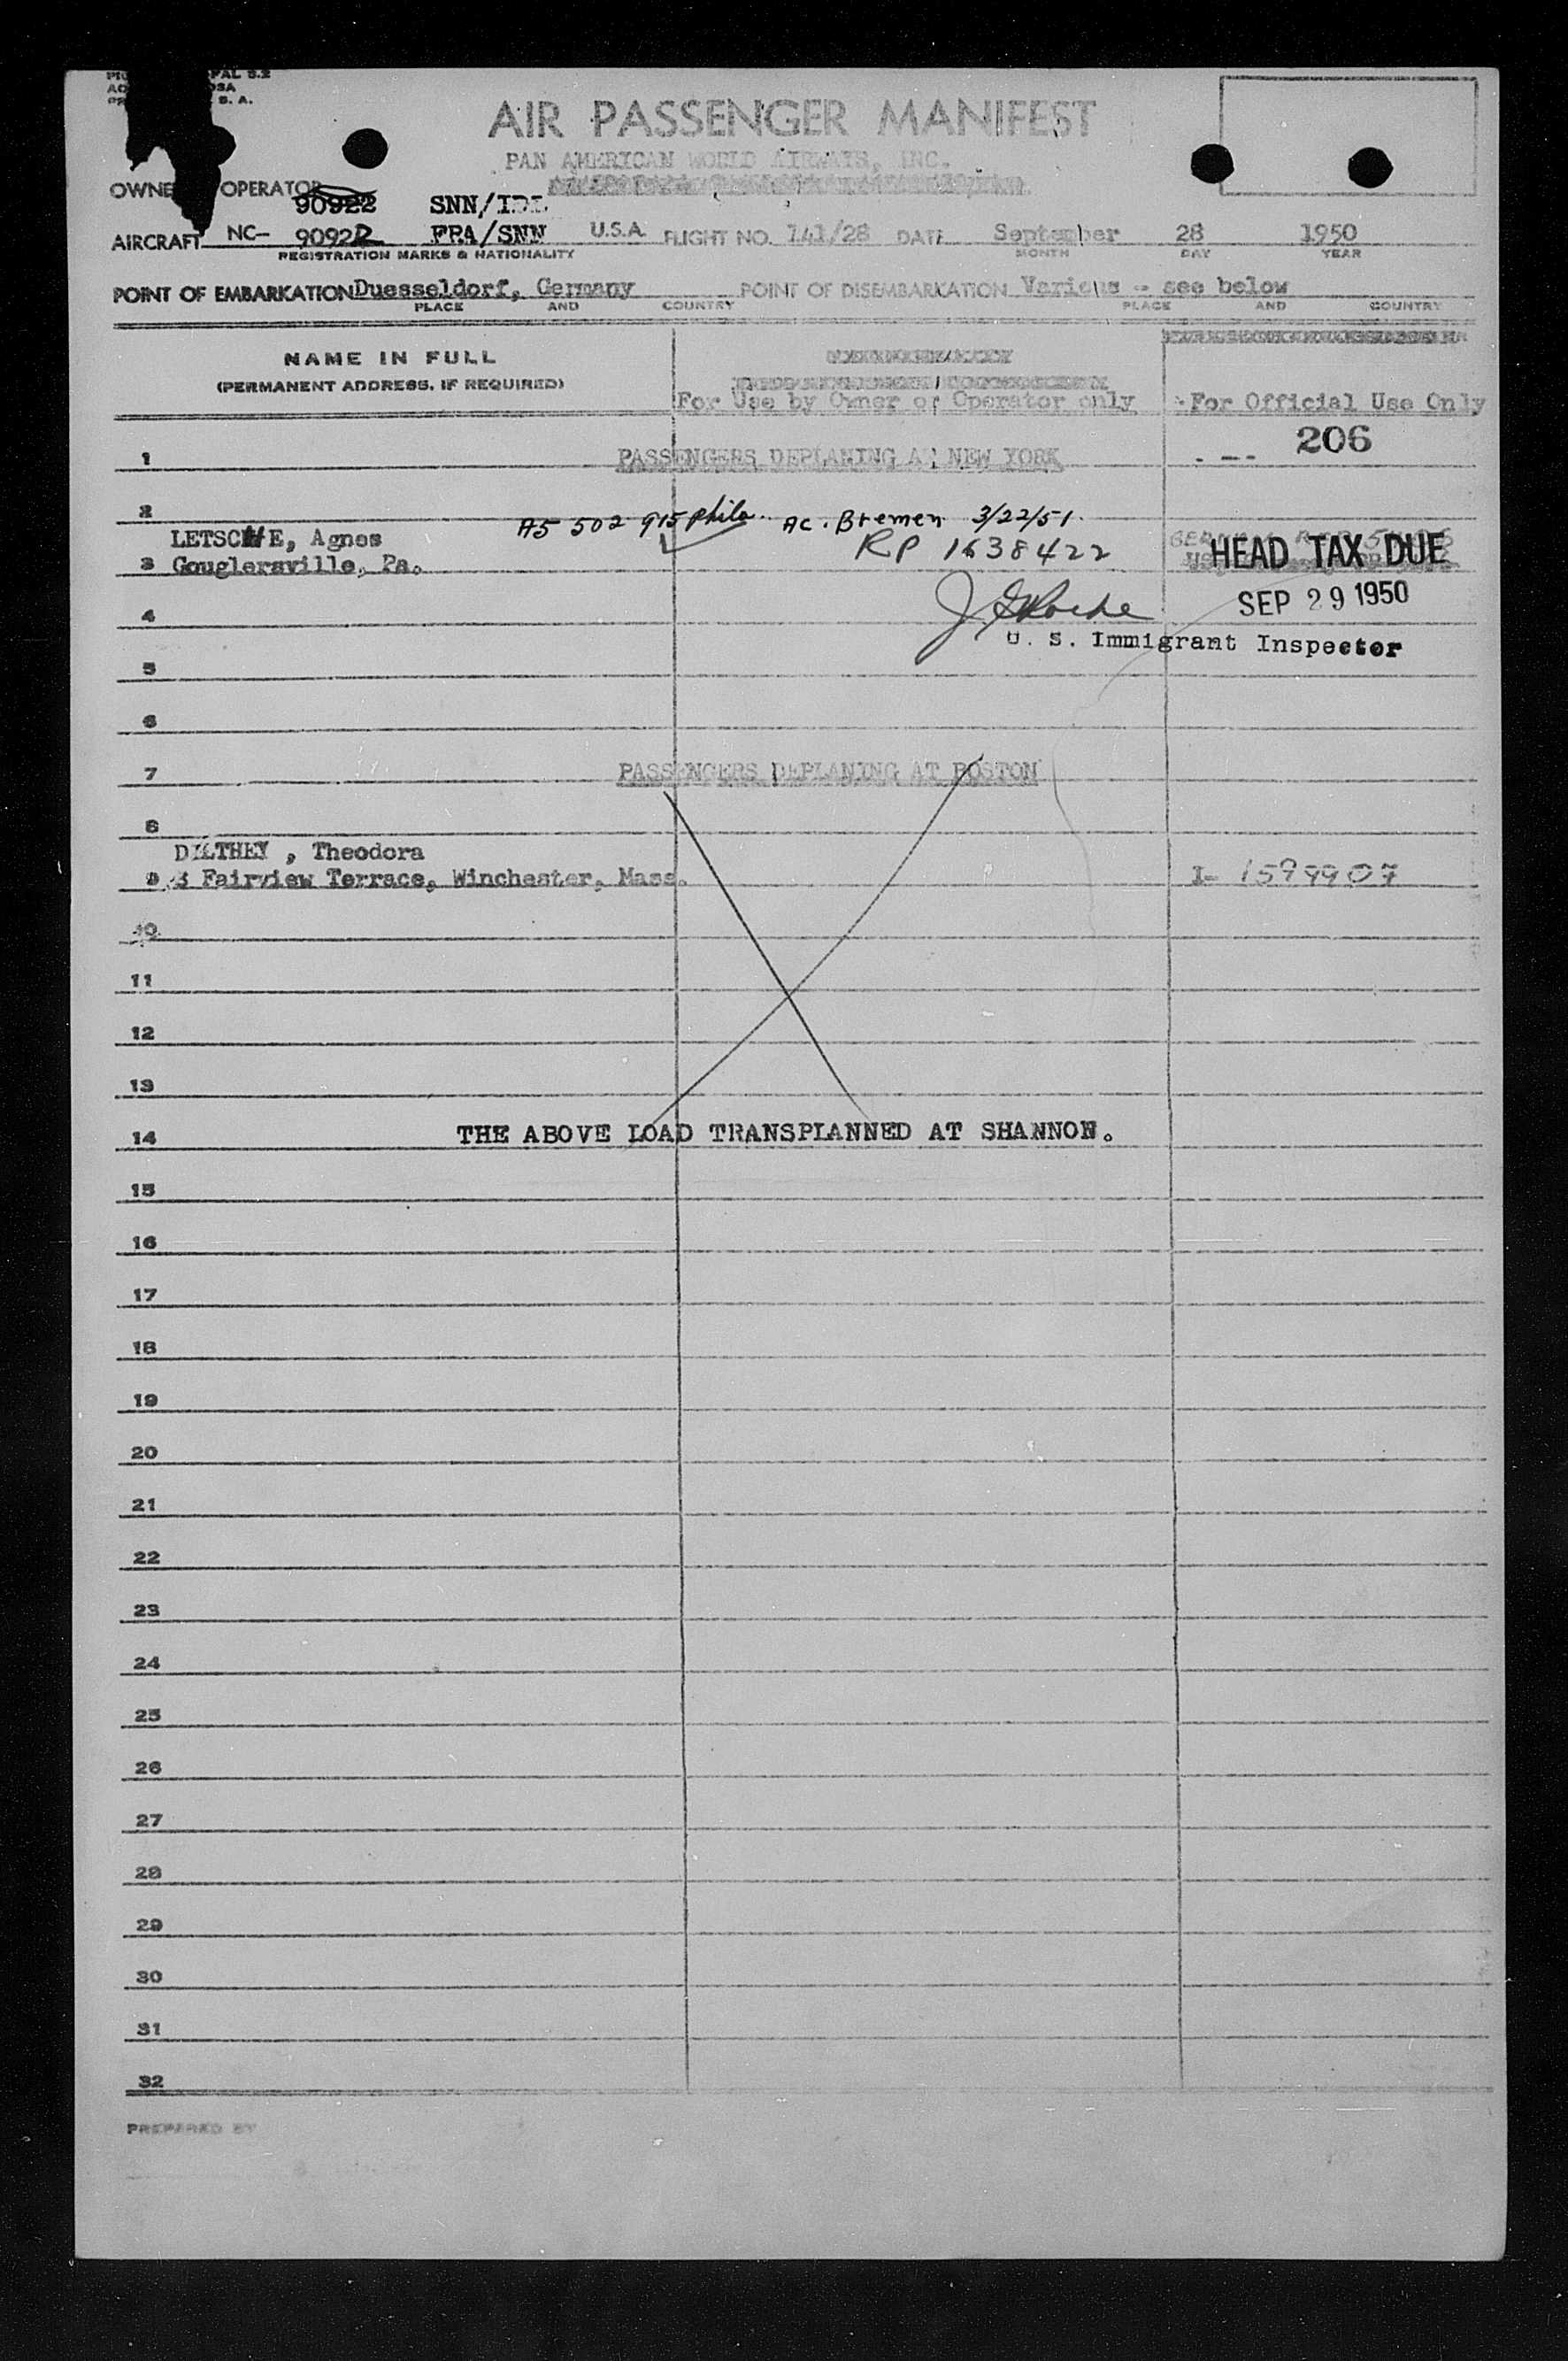 AIR PASSENGER MANIFEST
PAN AMERICAN WORLD AIRWAYS, INC.
OPERATOR
90922 SNN/IDL
AIRCRAFT NC- 9092 FRA/SNN U.S.A. FLIGHT NO. 141/28 DATE September 28 1950
REGISTRATION MARKS & NATIONALITY MONTH DAY YEAR
POINT OF EMBARKATION Duesseldorf, Germany POINT OF DISEMBARKATION Various - see below
PLACE AND COUNTRY PLACE AND COUNTRY
NAME IN FULL
(PERMANENT ADDRESS, IF REQUIRED)
For Use by Owner or Operator only For Official Use Only
206
1 PASSENGERS DEPLANING AT NEW YORK
2 A5 502 915 Phila. Ac. Bremen 3/22/51
LETSCHE, Agnes RP 1638422
3 Gouglersville, Pa. HEAD TAX DUE
4 SEP 29 1950
U. S. Immigrant Inspector
5
6
7 PASSENGERS DEPLANING AT BOSTON
8
DILTHEY , Theodora
9 3 Fairview Terrace, Winchester, Mass. I- 1599907
10
11
12
13
14 THE ABOVE LOAD TRANSPLANNED AT SHANNON.
15
16
17
18
19
20
21
22
23
24
25
26
27
28
29
30
31
32
PREPARED BY